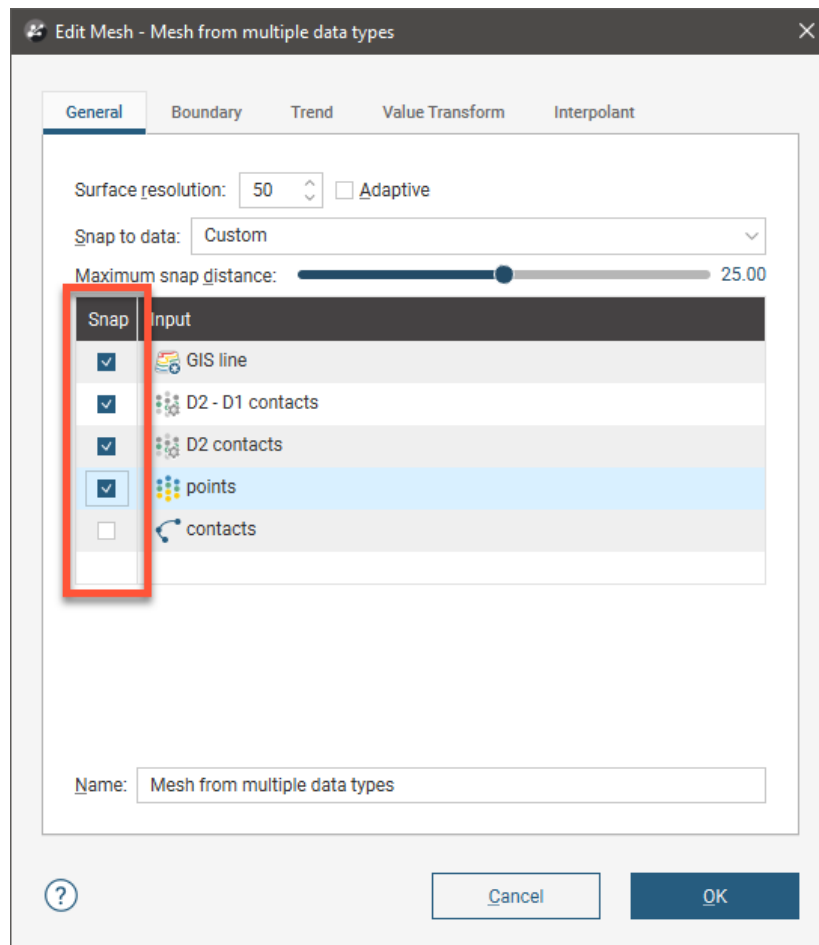 Edit Mesh - Mesh from multiple data types
General Boundary Trend Value Transform Interpolant
Surface resolution: 50 Adaptive
Snap to data: Custom
Maximum snap distance: 25.00
Snap Input
GIS line
D2 - D1 contacts
D2 contacts
points
contacts
Name: Mesh from multiple data types
? Cancel OK